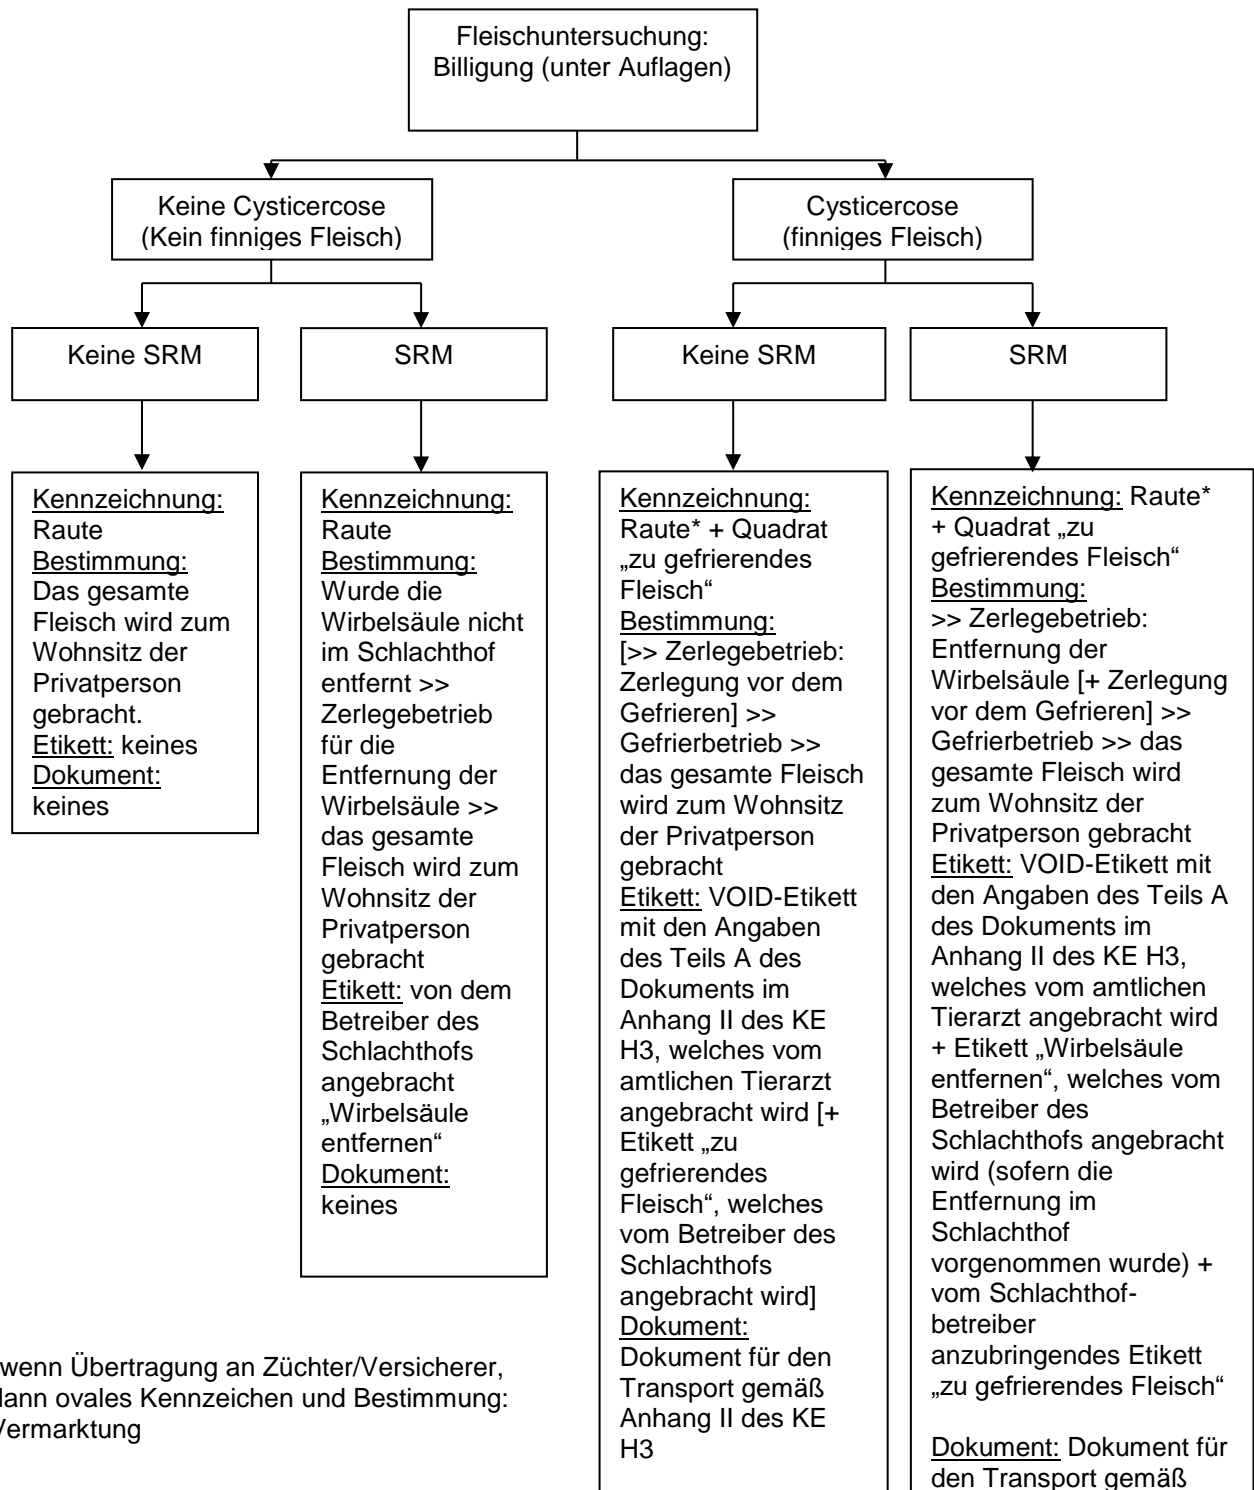 Fleischuntersuchung:
Billigung (unter Auflagen)
Keine Cysticercose
(Kein finniges Fleisch)
Cysticercose
(finniges Fleisch)
Keine SRM
SRM
Keine SRM
SRM
Kennzeichnung:
Raute
Bestimmung:
Das gesamte
Fleisch wird zum
Wohnsitz der
Privatperson
gebracht.
Etikett: keines
Dokument:
keines
Kennzeichnung:
Raute
Bestimmung:
Wurde die
Wirbelsäule nicht
im Schlachthof
entfernt >>
Zerlegebetrieb
für die
Entfernung der
Wirbelsäule >>
das gesamte
Fleisch wird zum
Wohnsitz der
Privatperson
gebracht
Etikett: von dem
Betreiber des
Schlachthofs
angebracht
„Wirbelsäule
entfernen“
Dokument:
keines
Kennzeichnung:
Raute* + Quadrat
„zu gefrierendes
Fleisch“
Bestimmung:
[>> Zerlegebetrieb:
Zerlegung vor dem
Gefrieren] >>
Gefrierbetrieb >>
das gesamte Fleisch
wird zum Wohnsitz
der Privatperson
gebracht
Etikett: VOID-Etikett
mit den Angaben
des Teils A des
Dokuments im
Anhang II des KE
H3, welches vom
amtlichen Tierarzt
angebracht wird [+
Etikett „zu
gefrierendes
Fleisch“, welches
vom Betreiber des
Schlachthofs
angebracht wird]
Dokument:
Dokument für den
Transport gemäß
Anhang II des KE
H3
Kennzeichnung: Raute*
+ Quadrat „zu
gefrierendes Fleisch“
Bestimmung:
>> Zerlegebetrieb:
Entfernung der
Wirbelsäule [+ Zerlegung
vor dem Gefrieren] >>
Gefrierbetrieb >> das
gesamte Fleisch wird
zum Wohnsitz der
Privatperson gebracht
Etikett: VOID-Etikett mit
den Angaben des Teils A
des Dokuments im
Anhang II des KE H3,
welches vom amtlichen
Tierarzt angebracht wird
+ Etikett „Wirbelsäule
entfernen“, welches vom
Betreiber des
Schlachthofs angebracht
wird (sofern die
Entfernung im
Schlachthof
vorgenommen wurde) +
vom Schlachthof-
betreiber
anzubringendes Etikett
„zu gefrierendes Fleisch“
Dokument: Dokument für
den Transport gemäß
wenn Übertragung an Züchter/Versicherer,
ovales Kennzeichen und Bestimmung: